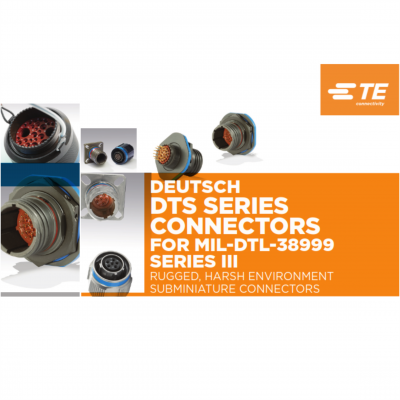 TE
connectivity
DEUTSCH
DTS SERIES
CONNECTORS
FOR MIL-DTL-38999
SERIES III
RUGGED, HARSH ENVIRONMENT
SUBMINIATURE CONNECTORS